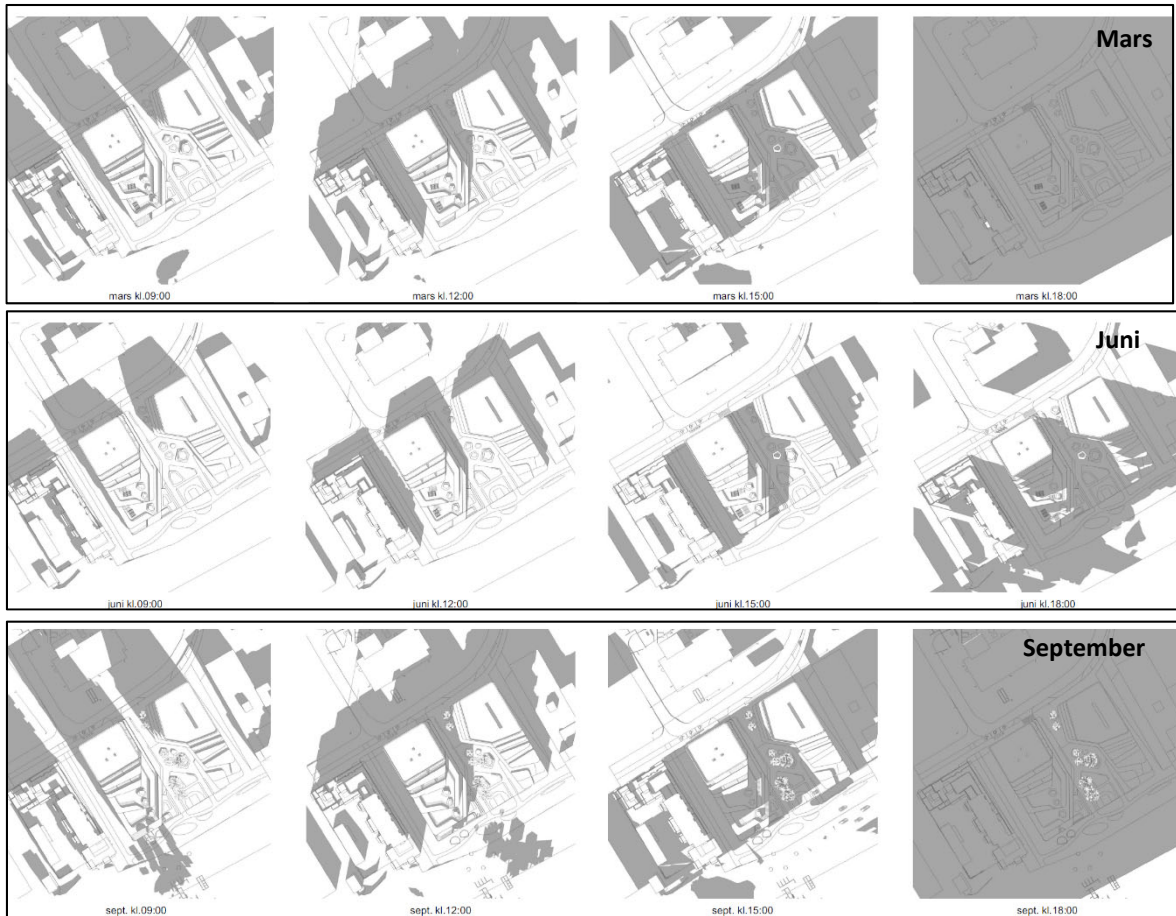 Mars
mars kl.09:00
mars kl.12:00
mars kl.15:00
mars kl.18:00
Juni
juni kl.09:00
juni kl.12:00
juni kl.15:00
juni kl.18:00
September
sept. kl.09:00
sept. kl.12:00
sept. kl.15:00
sept. kl.18:00